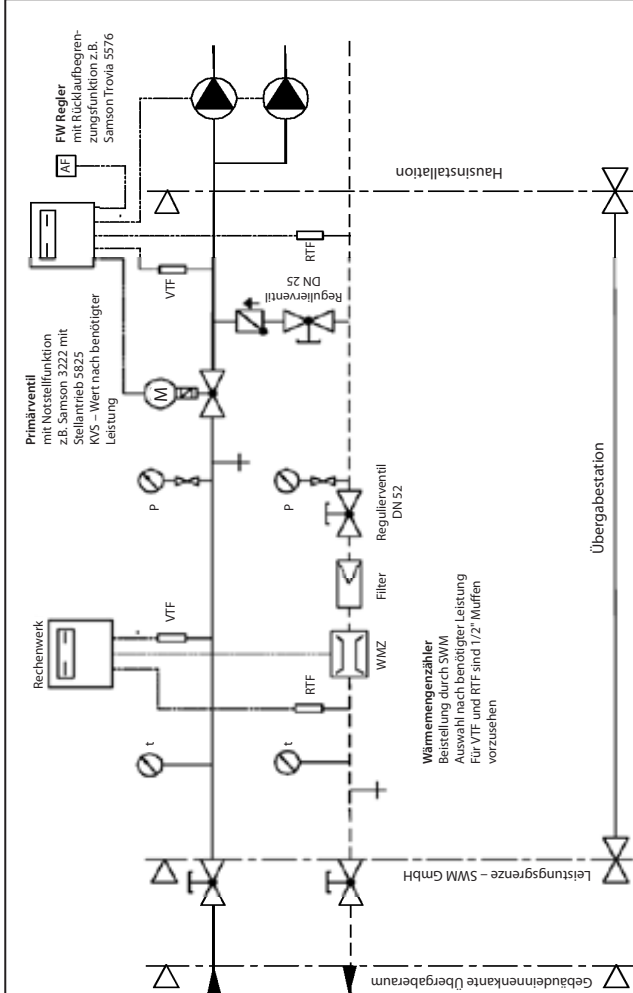 FW Regler
mit Rücklaufbegren-
zungsfunktion z.B.
Samson Trovia 5576
AF
Primärventil
mit Notstellfunktion
z.B. Samson 3222 mit
Stellantrieb 5825
KVS – Wert nach benötigter
Leistung
M
VTF
RTF
Regulierventil
DN 25
Hausinstallation
P
P
Regulierventil
DN 52
Filter
WMZ
Rechenwerk
VTF
RTF
t
t
Wärmemengenzähler
Beistellung durch SWM
Auswahl nach benötigter Leistung
Für VTF und RTF sind 1/2" Muffen
vorzusehen
Übergabestation
Leistungsgrenze – SWM GmbH
Gebäudeinnenkante Übergaberaum